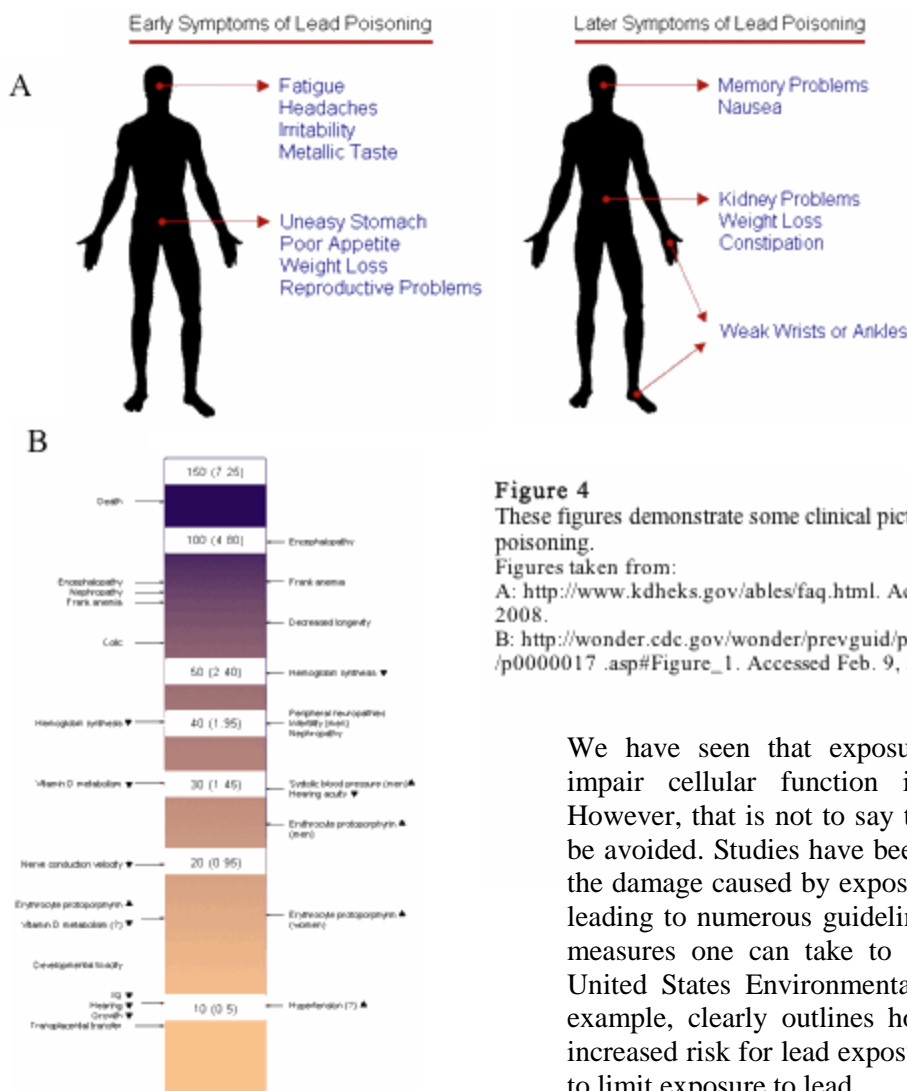 Early Symptoms of Lead Poisoning
Later Symptoms of Lead Poisoning
A
Fatigue
Headaches
Irritability
Metallic Taste
Uneasy Stomach
Poor Appetite
Weight Loss
Reproductive Problems
Memory Problems
Nausea
Kidney Problems
Weight Loss
Constipation
Weak Wrists or Ankles
B
150 (7.25)
Death
100 (4.80)
Encephalopathy
Encephalopathy
Nephropathy
Frank anemia
Frank anemia
Decreased longevity
Colic
50 (2.40)
Hemoglobin synthesis ▼
Hemoglobin synthesis ▼
40 (1.95)
Peripheral neuropathies
Infertility (men)
Nephropathy
Vitamin D metabolism ▼
30 (1.45)
Systolic blood pressure (men) ▲
Hearing acuity ▼
Erythrocyte protoporphyrin ▲
(men)
Nerve conduction velocity ▼
20 (0.95)
Erythrocyte protoporphyrin ▲
Vitamin D metabolism (?) ▼
Erythrocyte protoporphyrin ▲
(women)
Developmental toxicity
IQ ▼
Hearing ▼
Growth ▼
Transplacental transfer
10 (0.5)
Hypertension (?) ▲
Figure 4
These figures demonstrate some clinical pict
poisoning.
Figures taken from:
A: http://www.kdheks.gov/ables/faq.html. Ac
2008.
B: http://wonder.cdc.gov/wonder/prevguid/p
/p0000017 .asp#Figure_1. Accessed Feb. 9,
We have seen that exposu
impair cellular function i
However, that is not to say t
be avoided. Studies have bee
the damage caused by expos
leading to numerous guidelin
measures one can take to
United States Environmenta
example, clearly outlines ho
increased risk for lead exposu
to limit exposure to lead.